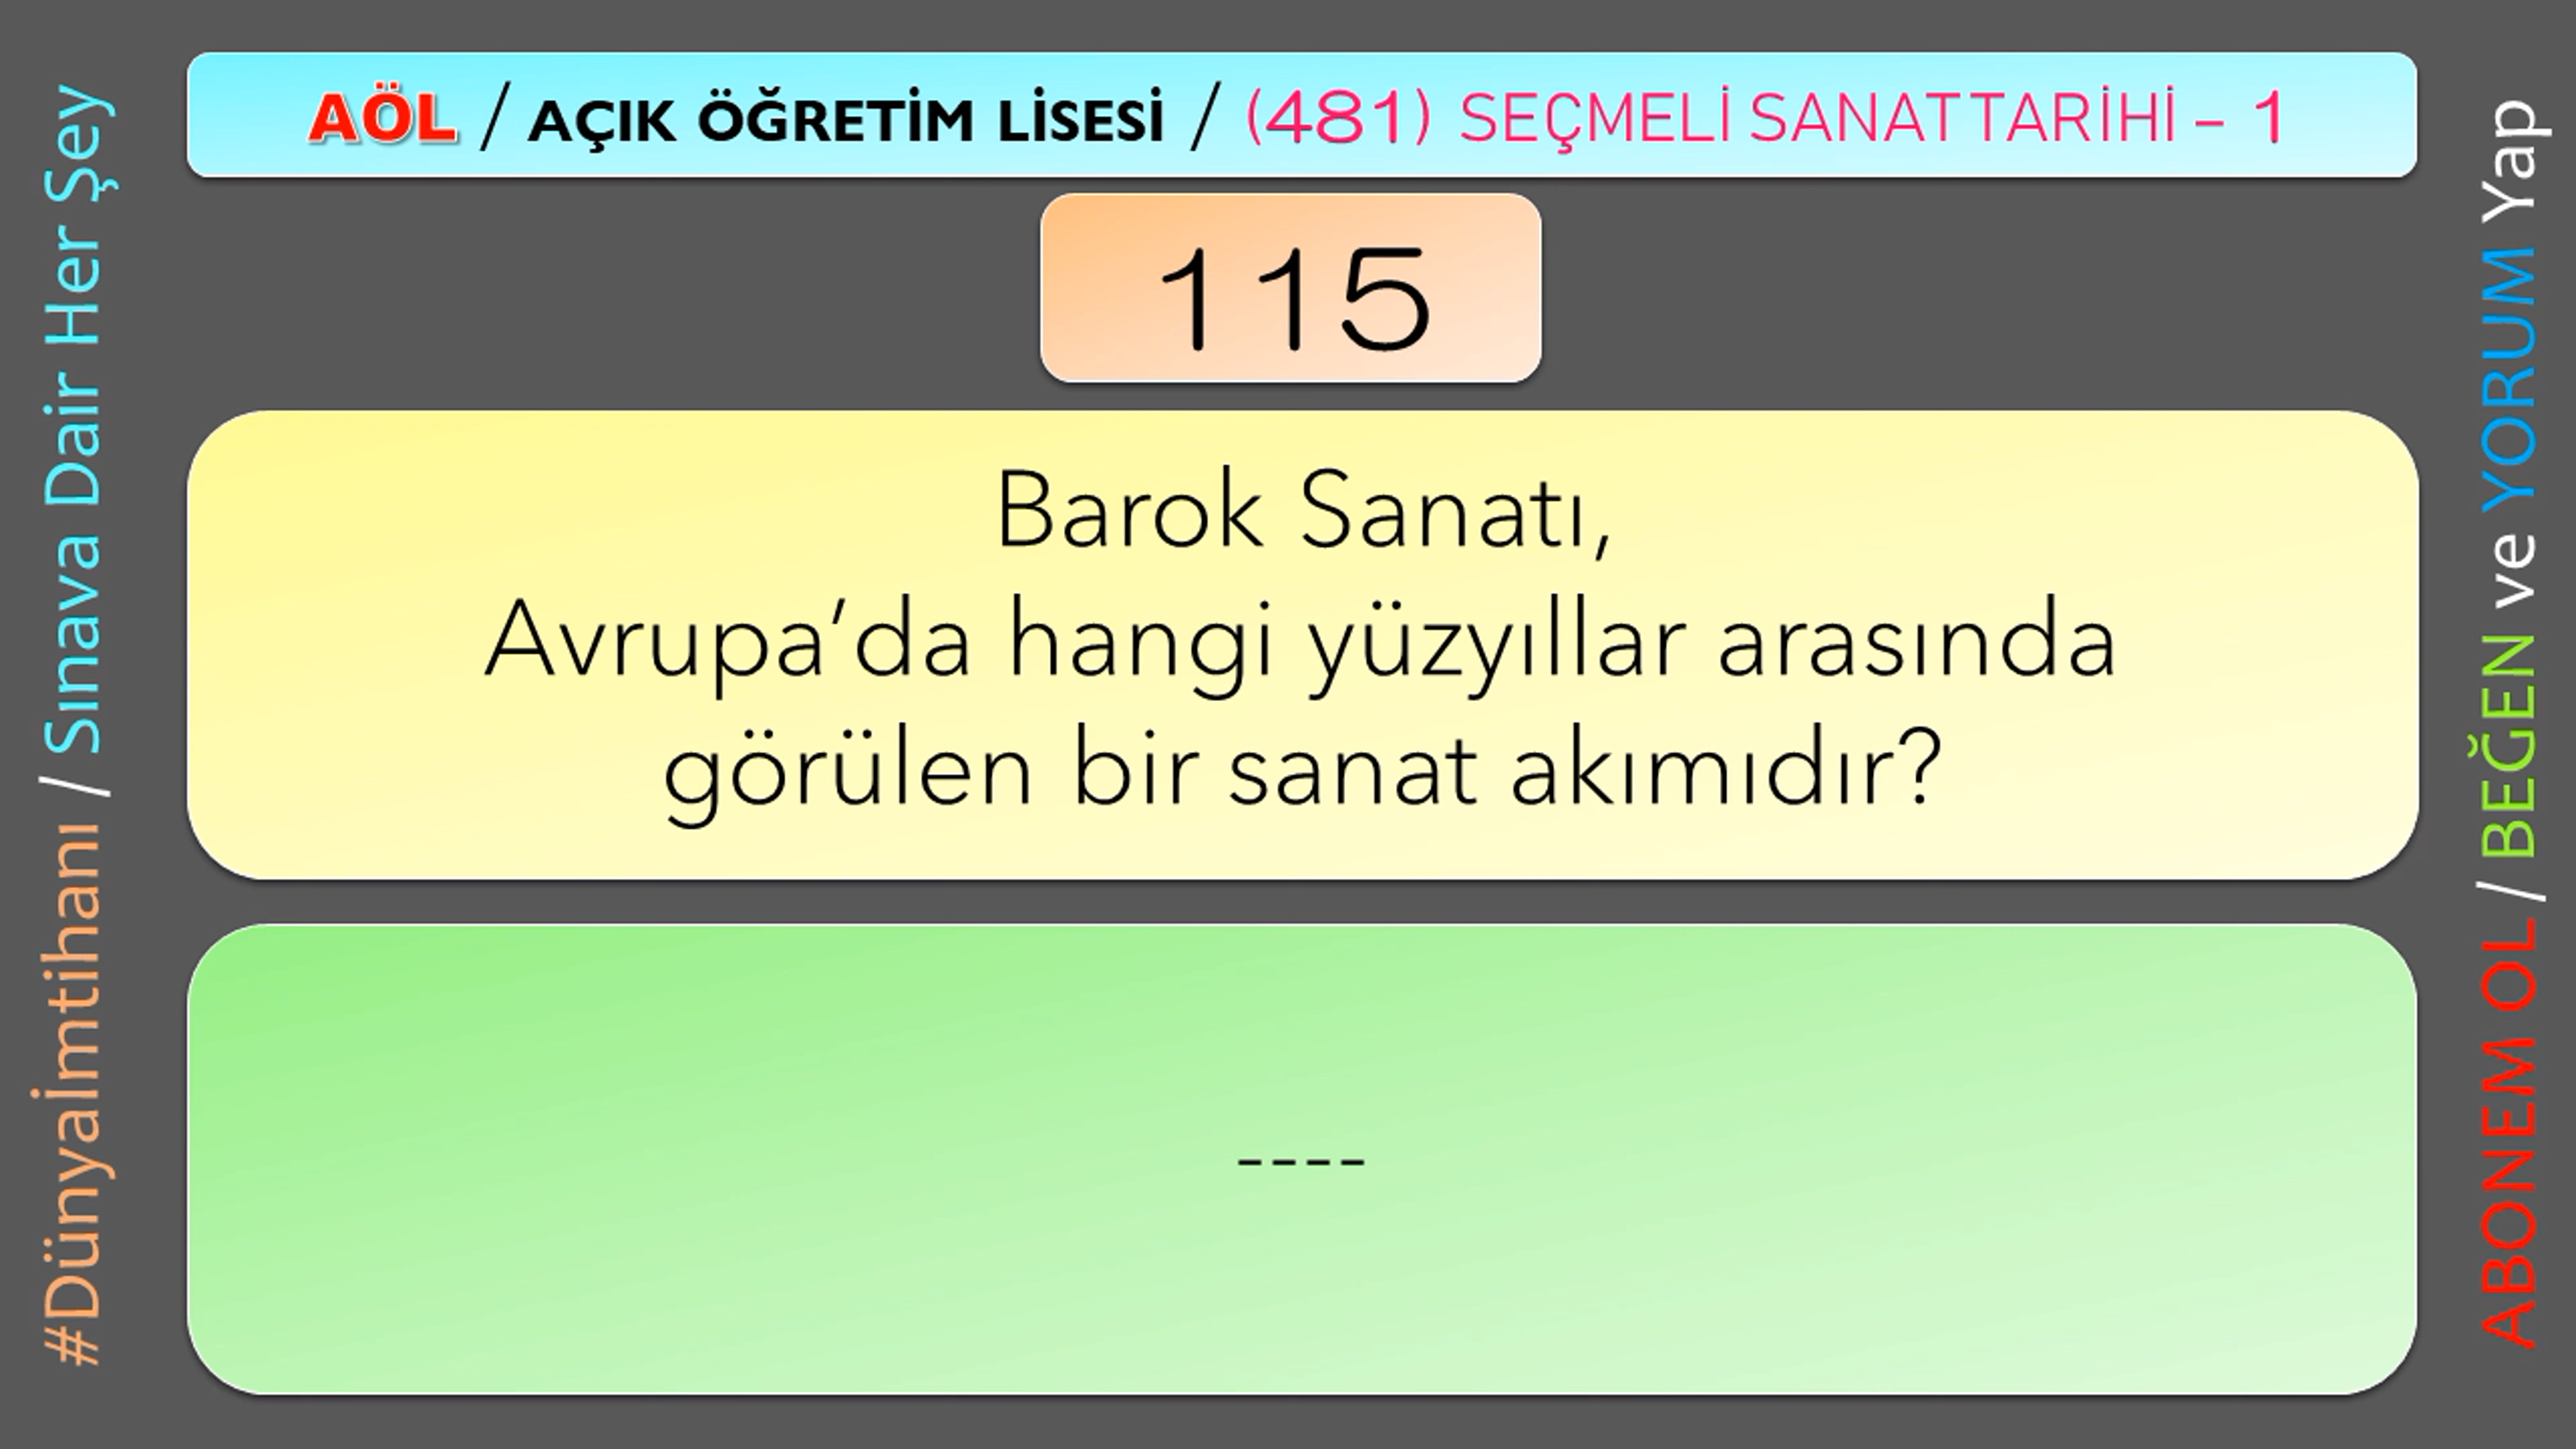 AÖL / AÇIK ÖĞRETİM LİSESİ / (481) SEÇMELİ SANAT TARİHİ – 1
115
Barok Sanatı,
Avrupa’da hangi yüzyıllar arasında
görülen bir sanat akımıdır?
----
#Dünyaİmtihanı / Sınava Dair Her Şey
ABONEM OL / BEĞEN ve YORUM Yap